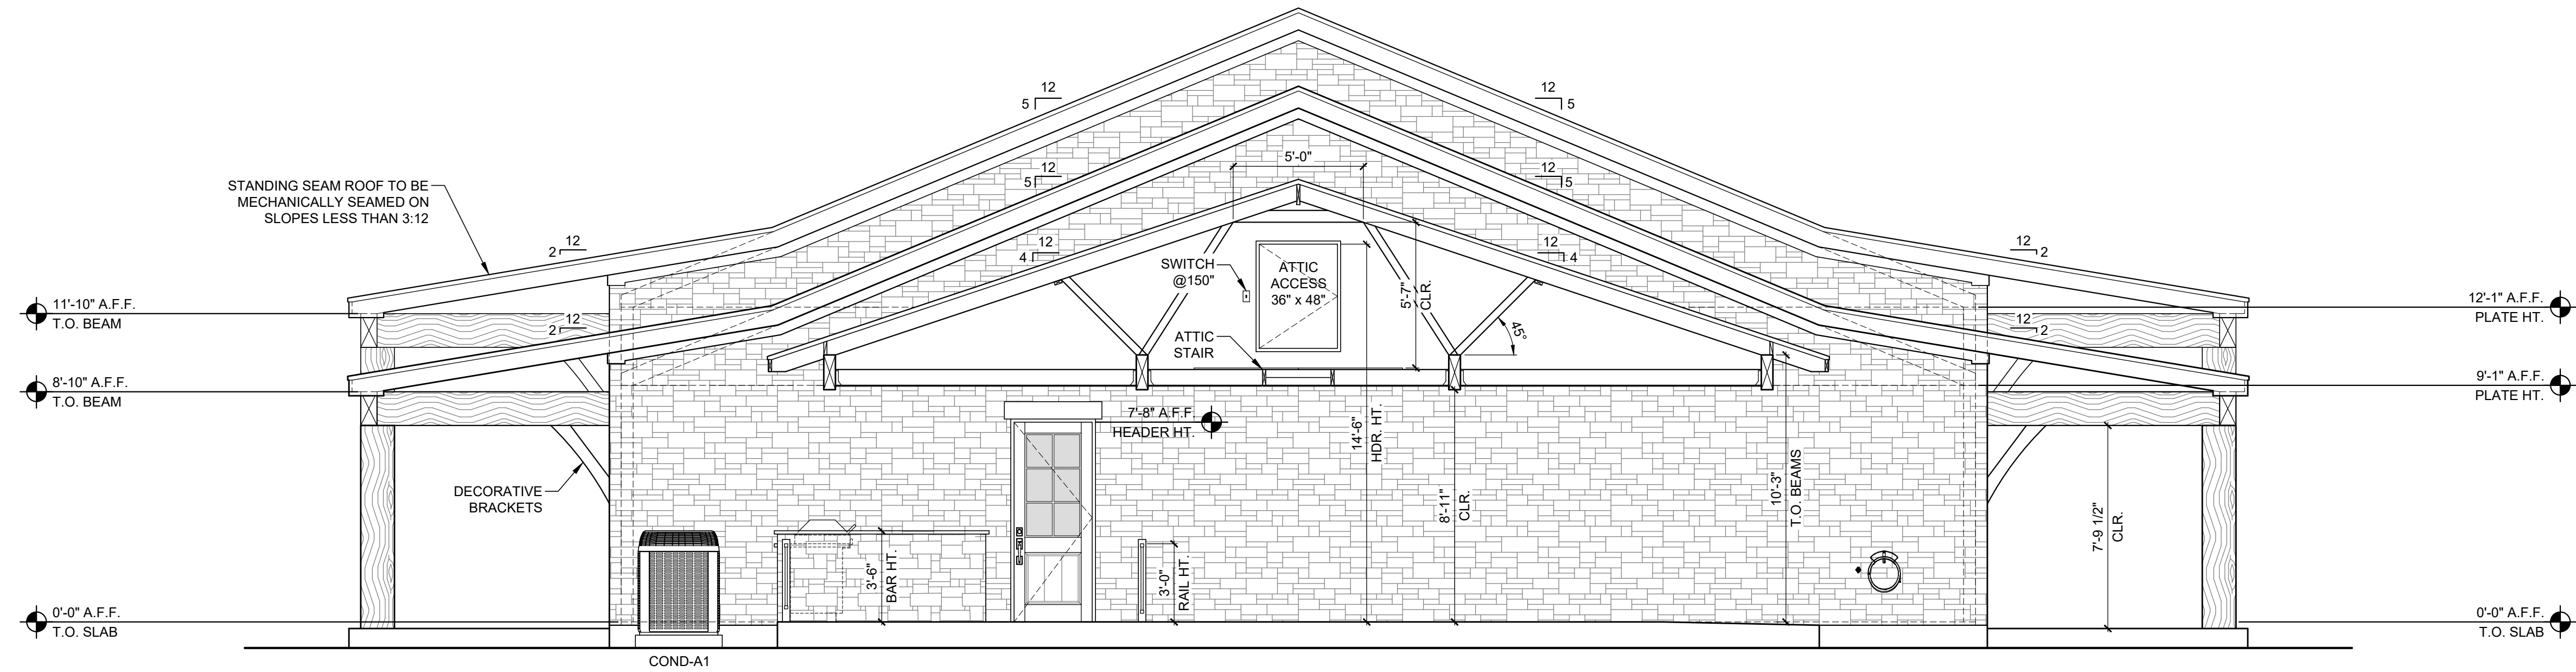 12
5
12
5
STANDING SEAM ROOF TO BE
MECHANICALLY SEAMED ON
SLOPES LESS THAN 3:12
5'-0"
12
5
12
5
12
2
12
4
12
4
12
2
SWITCH
@150"
ATTIC
ACCESS
36" x 48"
5'-7"
CLR.
11'-10" A.F.F.
T.O. BEAM
12'-1" A.F.F.
PLATE HT.
12
2
12
2
45°
ATTIC
STAIR
8'-10" A.F.F.
T.O. BEAM
9'-1" A.F.F.
PLATE HT.
7'-8" A.F.F.
HEADER HT.
14'-6"
HDR. HT.
8'-11"
CLR.
10'-3"
T.O. BEAMS
DECORATIVE
BRACKETS
7'-9 1/2"
CLR.
3'-6"
BAR HT.
3'-0"
RAIL HT.
0'-0" A.F.F.
T.O. SLAB
0'-0" A.F.F.
T.O. SLAB
COND-A1